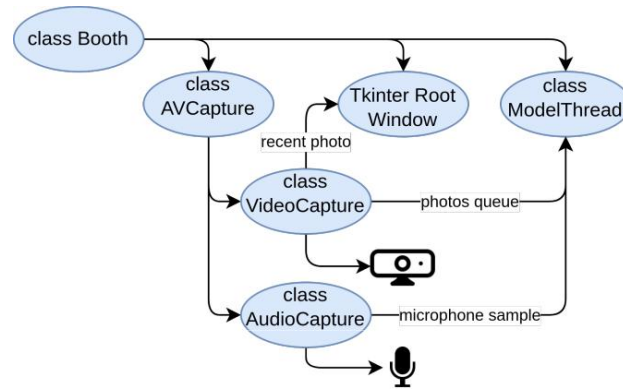 class Booth
class
AVCapture
Tkinter Root
Window
class
ModelThread
recent photo
class
VideoCapture
photos queue
class
AudioCapture
microphone sample